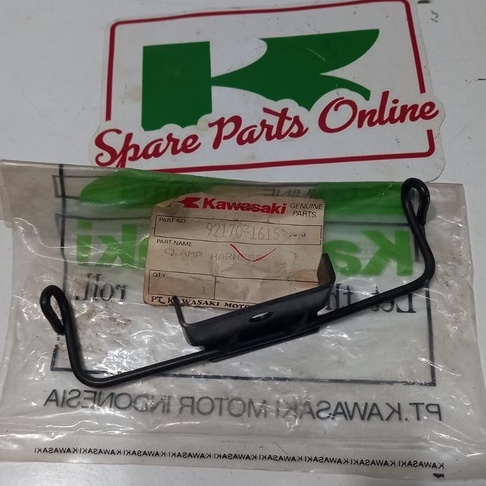 Spare Parts Online
Kawasaki GENUINE PARTS
PART NO. 92170-1615
PART NAME
CLAMP HARNESS
QTY. 1
PT. KAWASAKI MOTOR
PT. KAWASAKI MOTOR INDONESIA
KAWASAKI KAWASAKI KAWASAKI KAWASAKI KAWASAKI KAWASAKI KAWASAKI KAWASAKI